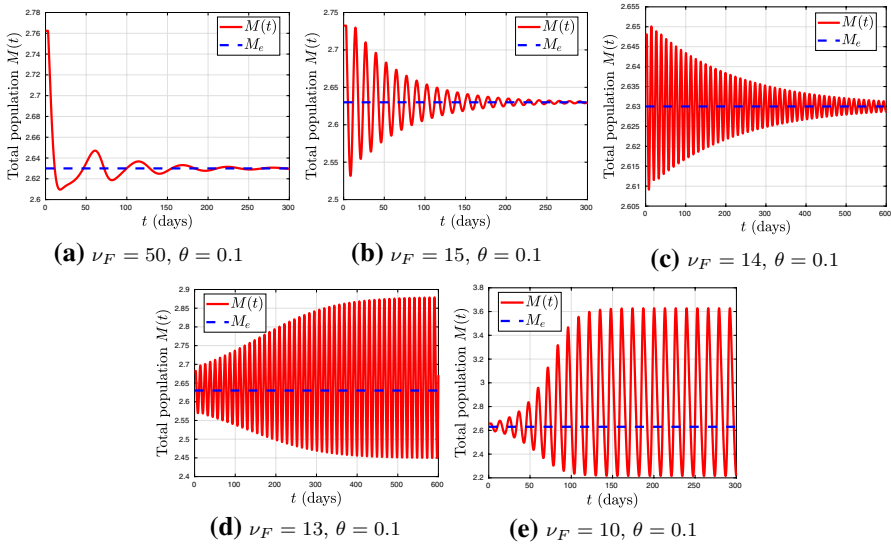 2.78
2.76
2.74
2.72
2.7
2.68
2.66
2.64
2.62
2.6
0 50 100 150 200 250 300
Total population M(t)
t (days)
M(t)
M_e
(a) ν_F = 50, θ = 0.1
2.75
2.7
2.65
2.6
2.55
2.5
0 50 100 150 200 250 300
Total population M(t)
t (days)
M(t)
M_e
(b) ν_F = 15, θ = 0.1
2.655
2.65
2.645
2.64
2.635
2.63
2.625
2.62
2.615
2.61
2.605
0 100 200 300 400 500 600
Total population M(t)
t (days)
M(t)
M_e
(c) ν_F = 14, θ = 0.1
2.9
2.85
2.8
2.75
2.7
2.65
2.6
2.55
2.5
2.45
2.4
0 100 200 300 400 500 600
Total population M(t)
t (days)
M(t)
M_e
(d) ν_F = 13, θ = 0.1
3.8
3.6
3.4
3.2
3
2.8
2.6
2.4
2.2
0 50 100 150 200 250 300
Total population M(t)
t (days)
M(t)
M_e
(e) ν_F = 10, θ = 0.1